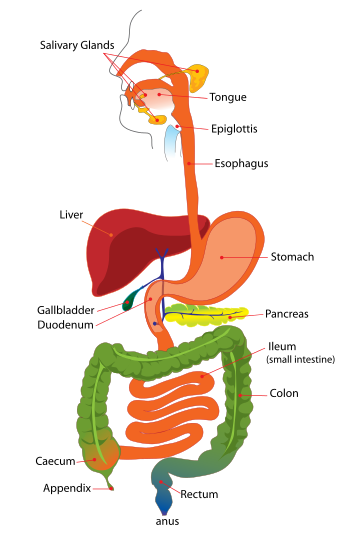 Salivary Glands
Tongue
Epiglottis
Esophagus
Liver
Stomach
Gallbladder
Duodenum
Pancreas
Ileum
(small intestine)
Colon
Caecum
Appendix
Rectum
anus